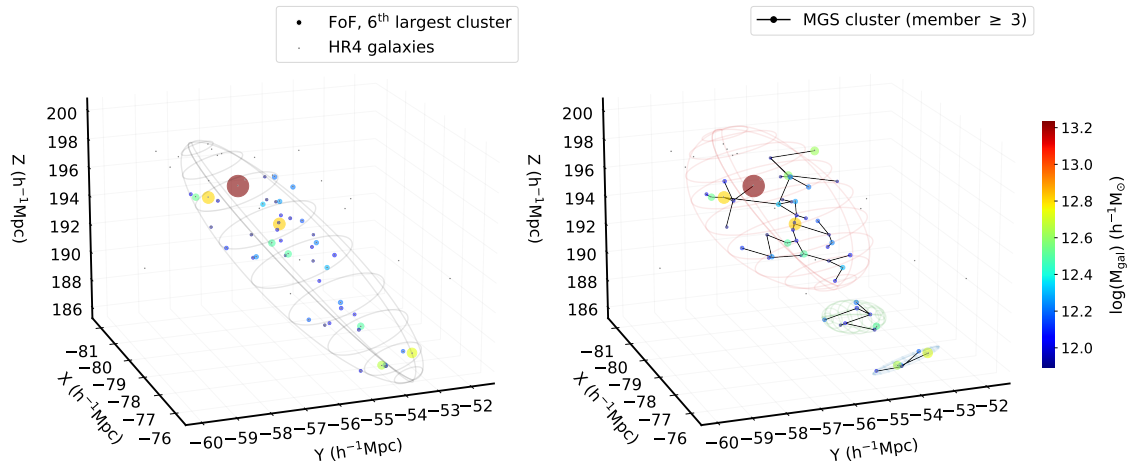 FoF, 6th largest cluster
HR4 galaxies
MGS cluster (member ≥ 3)
200
198
196
194
192
190
188
186
Z (h⁻¹Mpc)
−81
−80
−79
−78
−77
−76
X (h⁻¹Mpc)
−60 −59 −58 −57 −56 −55 −54 −53 −52
Y (h⁻¹Mpc)
200
198
196
194
192
190
188
186
Z (h⁻¹Mpc)
−81
−80
−79
−78
−77
−76
X (h⁻¹Mpc)
−60 −59 −58 −57 −56 −55 −54 −53 −52
Y (h⁻¹Mpc)
13.2
13.0
12.8
12.6
12.4
12.2
12.0
log(M_gal) (h⁻¹M_⊙)